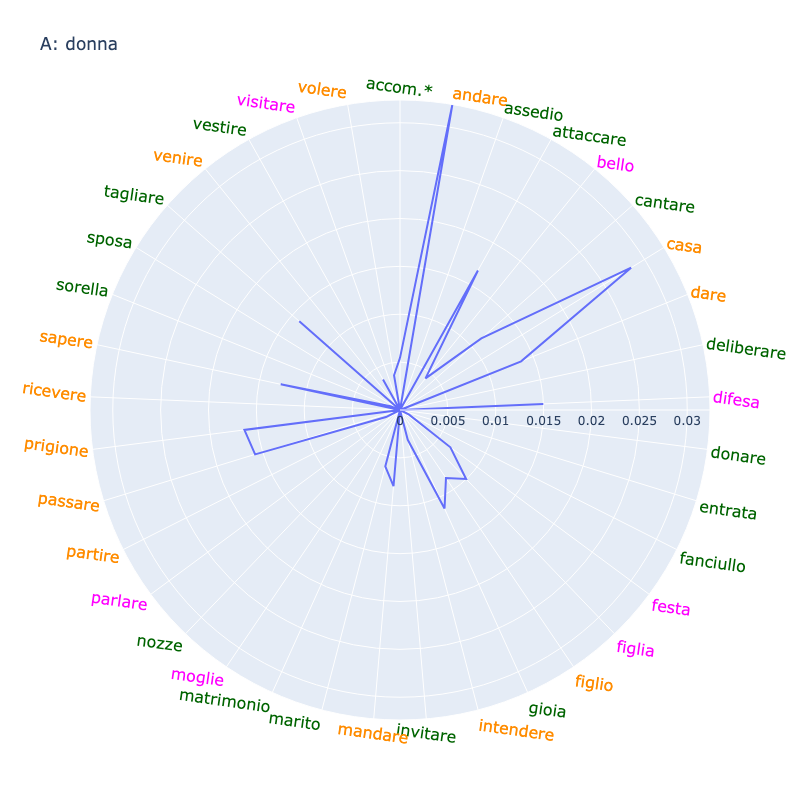 A: donna
accom.*
andare
assedio
attaccare
bello
cantare
casa
dare
deliberare
difesa
donare
entrata
fanciullo
festa
figlia
figlio
gioia
intendere
invitare
mandare
marito
matrimonio
moglie
nozze
parlare
partire
passare
prigione
ricevere
sapere
sorella
sposa
tagliare
venire
vestire
visitare
volere
0 0.005 0.01 0.015 0.02 0.025 0.03